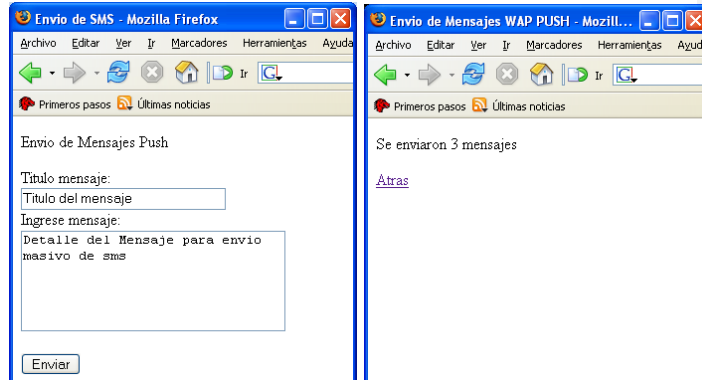 Envio de SMS - Mozilla Firefox
Archivo Editar Ver Ir Marcadores Herramientas Ayuda
Ir G
Primeros pasos Últimas noticias
Envio de Mensajes Push
Titulo mensaje:
Titulo del mensaje
Ingrese mensaje:
Detalle del Mensaje para envio
masivo de sms
Enviar
Envio de Mensajes WAP PUSH - Mozill...
Archivo Editar Ver Ir Marcadores Herramientas Ayud
Ir G
Primeros pasos Últimas noticias
Se enviaron 3 mensajes
Atras